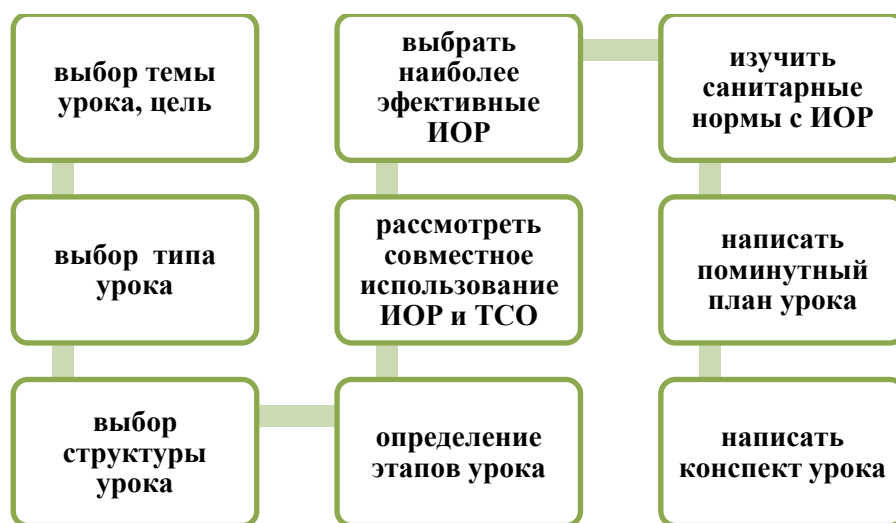 выбор темы
урока, цель
выбор типа
урока
выбор
структуры
урока
определение
этапов урока
рассмотреть
совместное
использование
ИОР и ТСО
выбрать
наиболее
эфективные
ИОР
изучить
санитарные
нормы с ИОР
написать
поминутный
план урока
написать
конспект урока